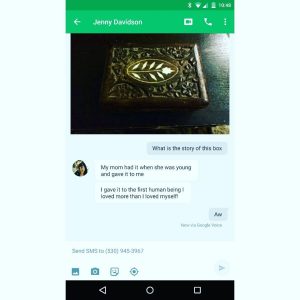 19:48
Jenny Davidson
What is the story of this box
My mom had it when she was young
and gave it to me
I gave it to the first human being I
loved more than I loved myself!
Aw
Now via Google Voice
Send SMS to (530) 945-3967